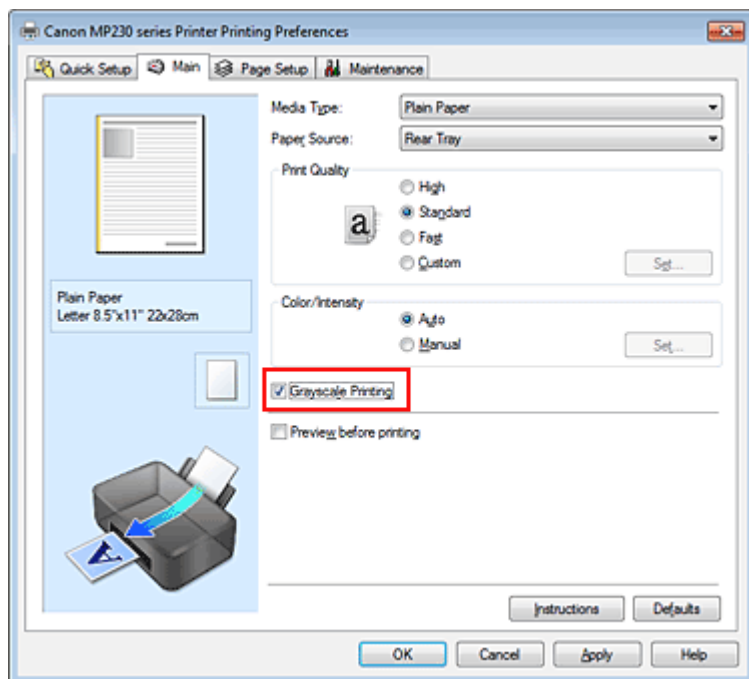 Canon MP230 series Printer Printing Preferences
Quick Setup Main Page Setup Maintenance
Media Type: Plain Paper
Paper Source: Rear Tray
Print Quality
High
a Standard
Fast
Custom Set...
Plain Paper
Letter 8.5"x11" 22x28cm
Color/Intensity
Auto
Manual Set...
Grayscale Printing
Preview before printing
A
Instructions Defaults
OK Cancel Apply Help